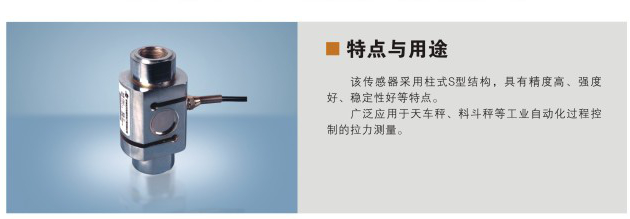 特点与用途
该传感器采用柱式S型结构，具有精度高、强度
好、稳定性好等特点。
广泛应用于天车秤、料斗秤等工业自动化过程控
制的拉力测量。